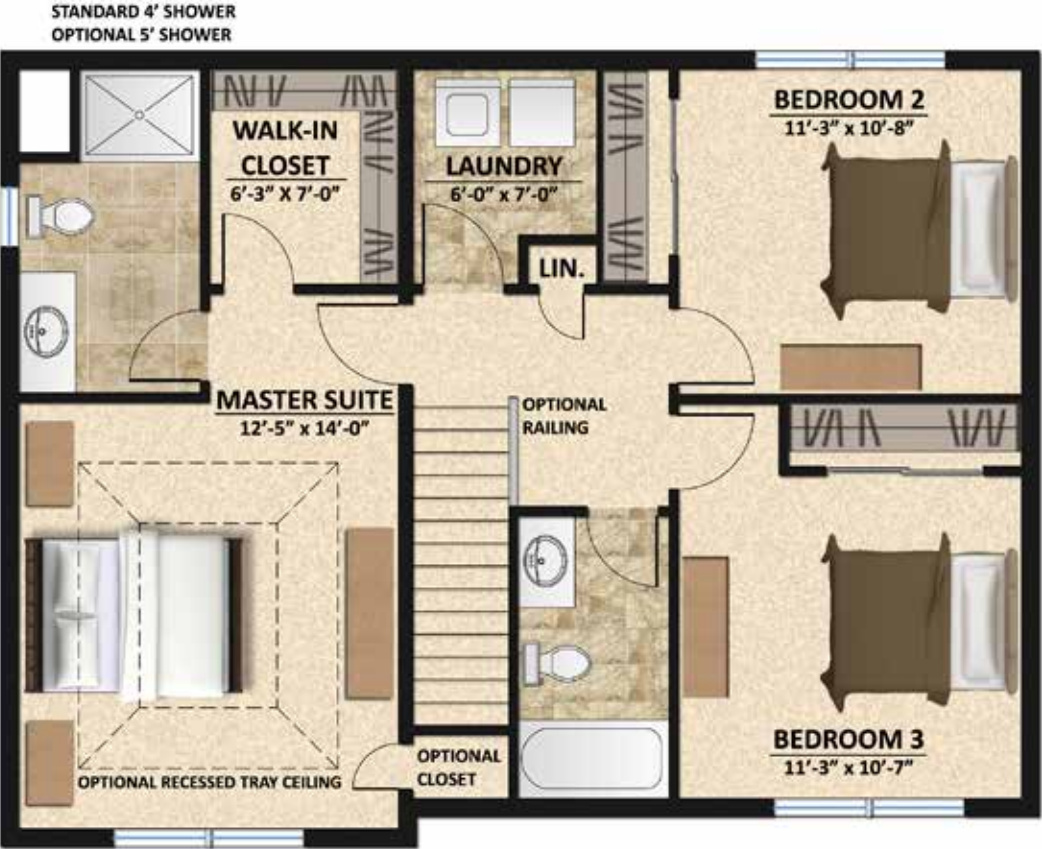 STANDARD 4' SHOWER
OPTIONAL 5' SHOWER
WALK-IN
CLOSET
6'-3" X 7'-0"
LAUNDRY
6'-0" x 7'-0"
LIN.
BEDROOM 2
11'-3" x 10'-8"
MASTER SUITE
12'-5" x 14'-0"
OPTIONAL
RAILING
OPTIONAL RECESSED TRAY CEILING
OPTIONAL
CLOSET
BEDROOM 3
11'-3" x 10'-7"